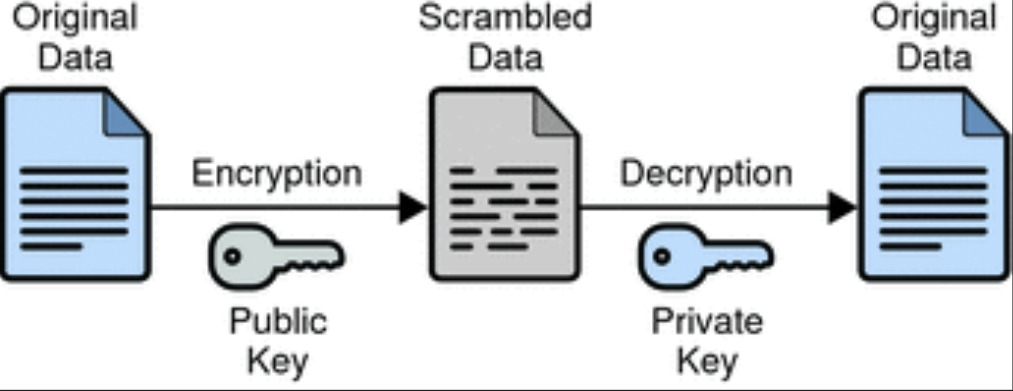 Original
Data
Scrambled
Data
Original
Data
Encryption
Decryption
Public
Key
Private
Key